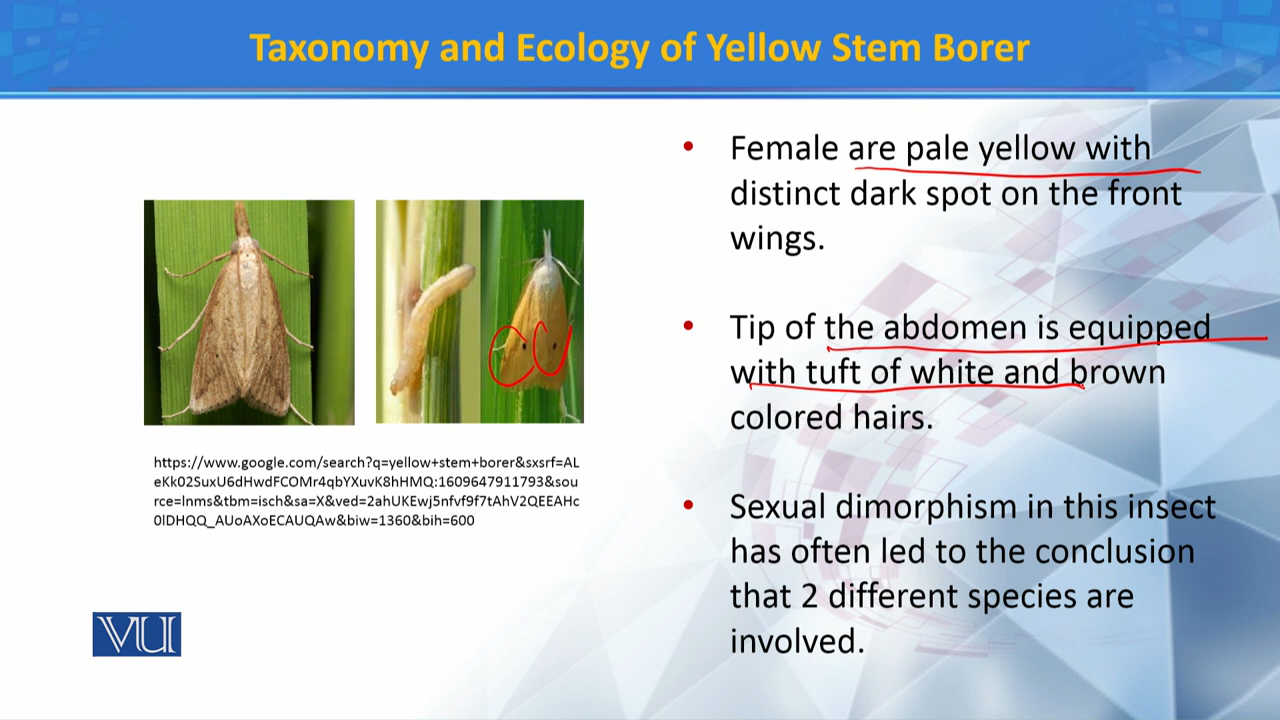 Taxonomy and Ecology of Yellow Stem Borer
• Female are pale yellow with
distinct dark spot on the front
wings.
• Tip of the abdomen is equipped
with tuft of white and brown
colored hairs.
• Sexual dimorphism in this insect
has often led to the conclusion
that 2 different species are
involved.
https://www.google.com/search?q=yellow+stem+borer&sxsrf=AL
eKk02SuxU6dHwdFCOMr4qbYXuvK8hHMQ:1609647911793&sou
rce=lnms&tbm=isch&sa=X&ved=2ahUKEwj5nfvf9f7tAhV2QEEAHc
0lDHQQ_AUoAXoECAUQAw&biw=1360&bih=600
VU